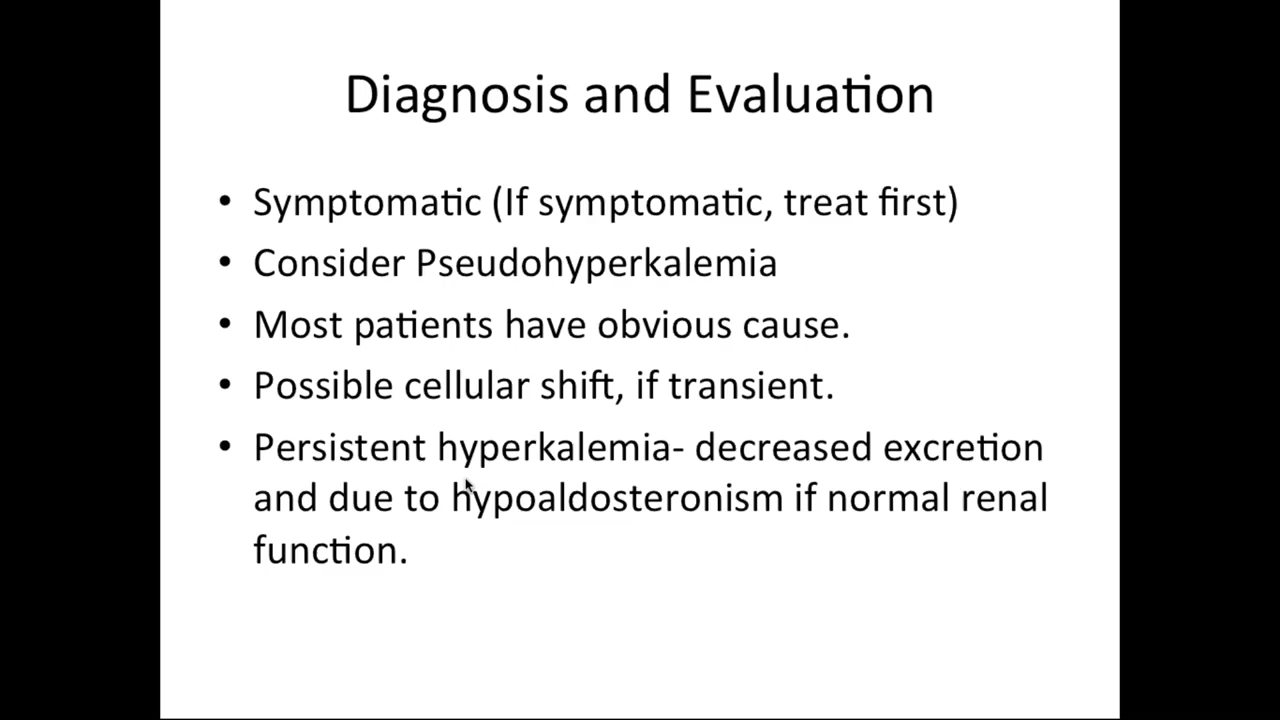 Diagnosis and Evaluation
• Symptomatic (If symptomatic, treat first)
• Consider Pseudohyperkalemia
• Most patients have obvious cause.
• Possible cellular shift, if transient.
• Persistent hyperkalemia- decreased excretion
and due to hypoaldosteronism if normal renal
function.